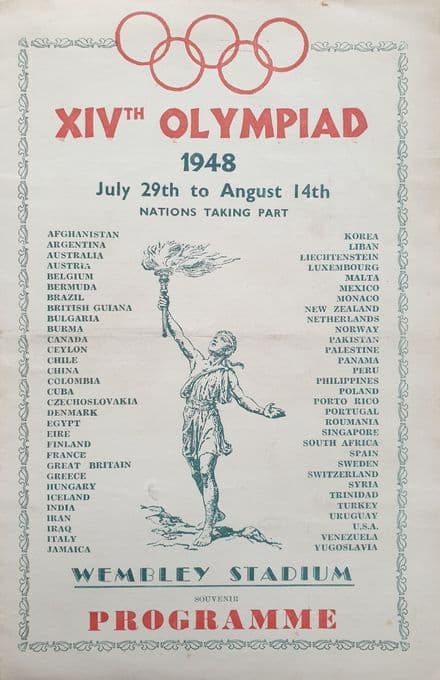 XIVTH OLYMPIAD
1948
July 29th to Angust 14th
NATIONS TAKING PART
AFGHANISTAN
ARGENTINA
AUSTRALIA
AUSTRIA
BELGIUM
BERMUDA
BRAZIL
BRITISH GUIANA
BULGARIA
BURMA
CANADA
CEYLON
CHILE
CHINA
COLOMBIA
CUBA
CZECHOSLOVAKIA
DENMARK
EGYPT
EIRE
FINLAND
FRANCE
GREAT BRITAIN
GREECE
HUNGARY
ICELAND
INDIA
IRAN
IRAQ
ITALY
JAMAICA
KOREA
LIBAN
LIECHTENSTEIN
LUXEMBOURG
MALTA
MEXICO
MONACO
NEW ZEALAND
NETHERLANDS
NORWAY
PAKISTAN
PALESTINE
PANAMA
PERU
PHILIPPINES
POLAND
PORTO RICO
PORTUGAL
ROUMANIA
SINGAPORE
SOUTH AFRICA
SPAIN
SWEDEN
SWITZERLAND
SYRIA
TRINIDAD
TURKEY
URUGUAY
U.S.A.
VENEZUELA
YUGOSLAVIA
WEMBLEY STADIUM
SOUVENIR
PROGRAMME